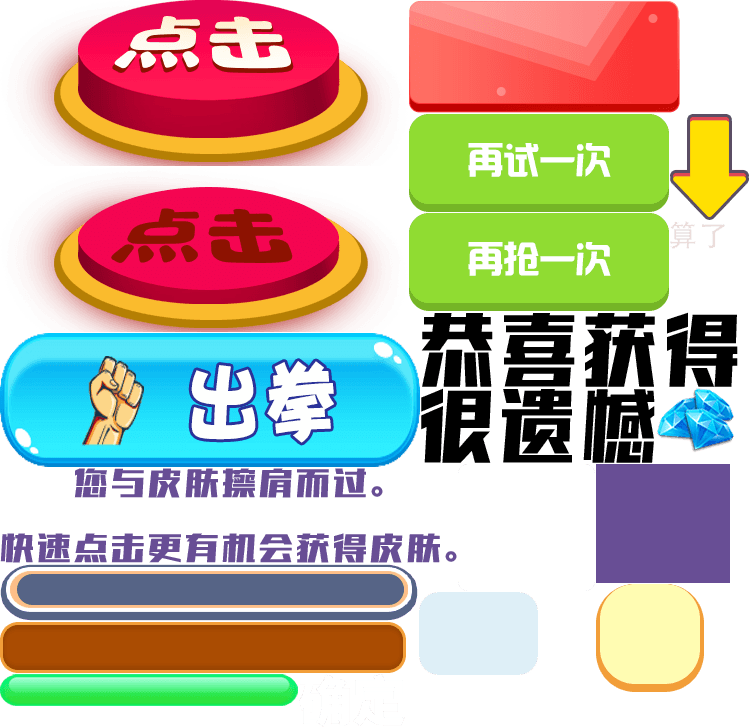 点击
再试一次
算了
点击
再抢一次
恭喜获得
很遗憾
出拳
您与皮肤擦肩而过。
快速点击更有机会获得皮肤。